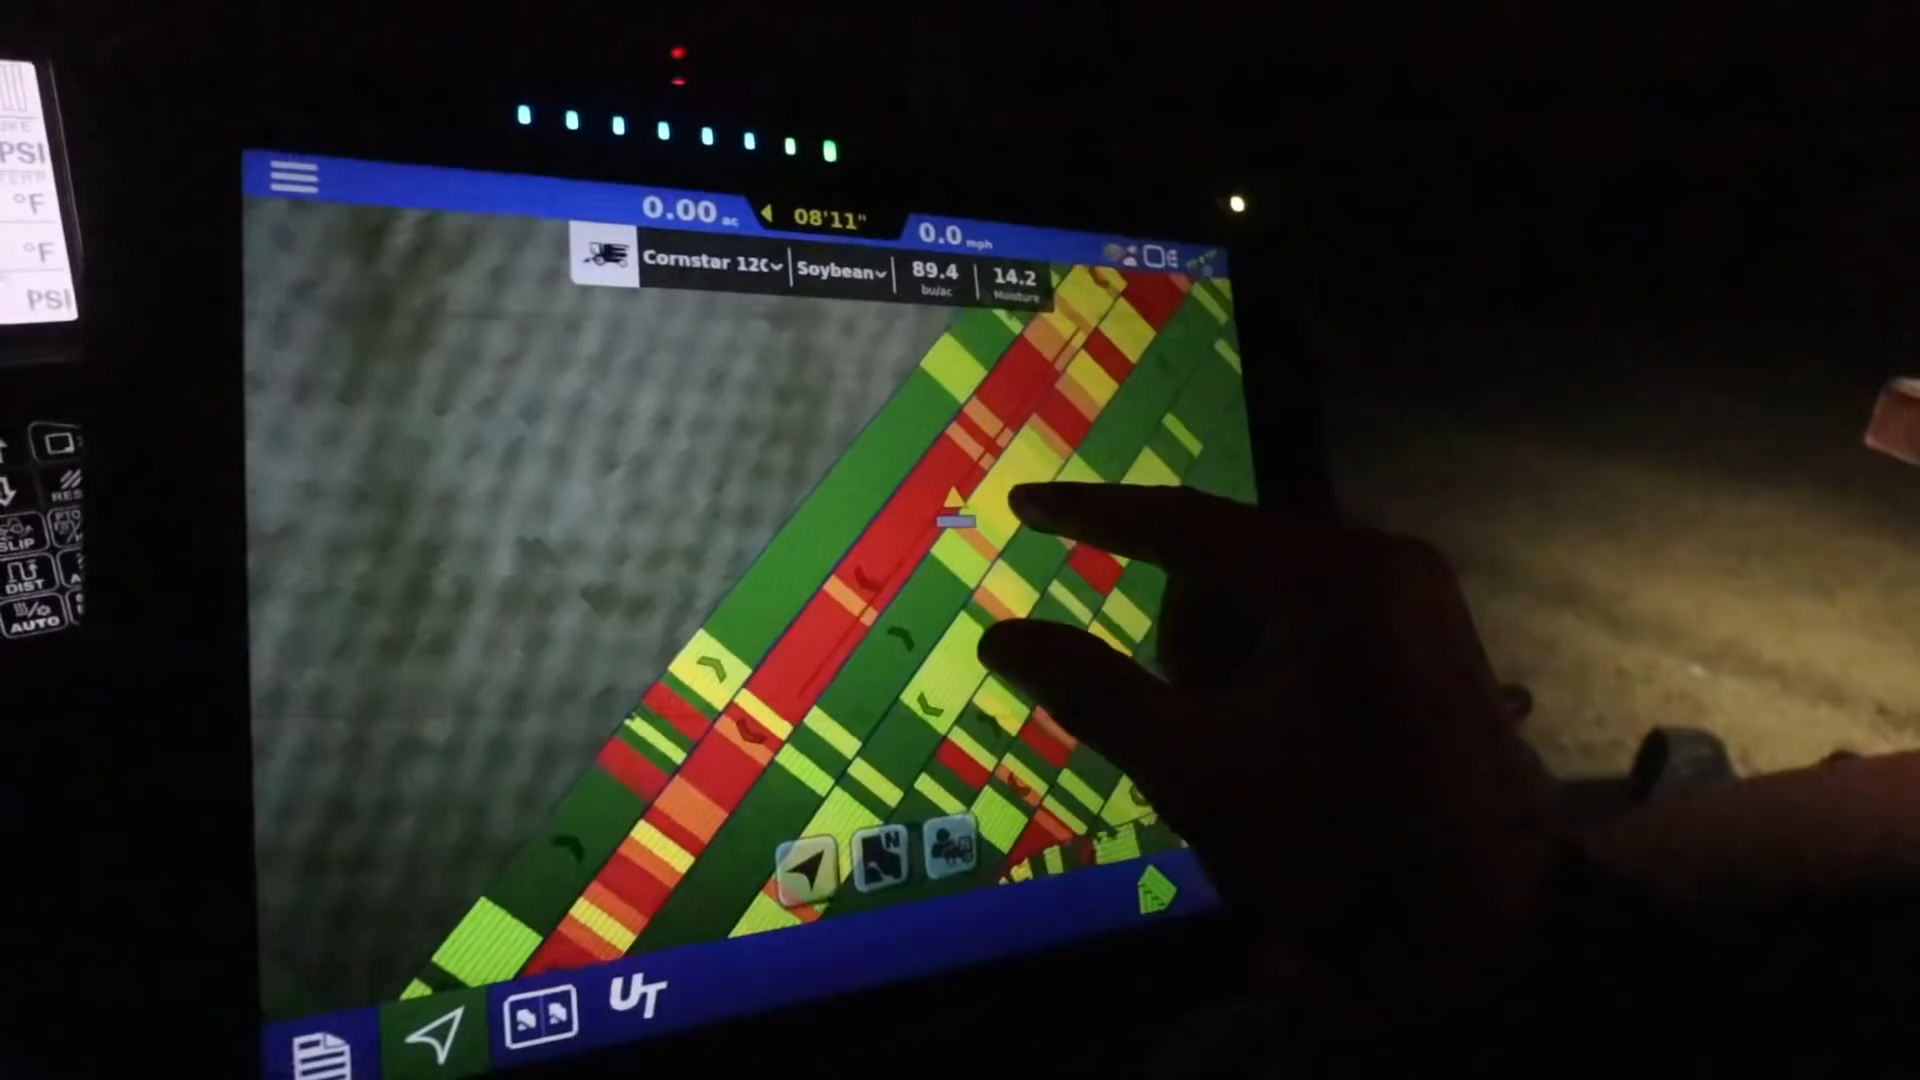 PSI
°F
°F
PSI
0.00 ac
08'11"
0.0 mph
Cornstar 120
Soybean
89.4
bu/ac
14.2
Moisture
N
UT
SLIP
DIST
AUTO